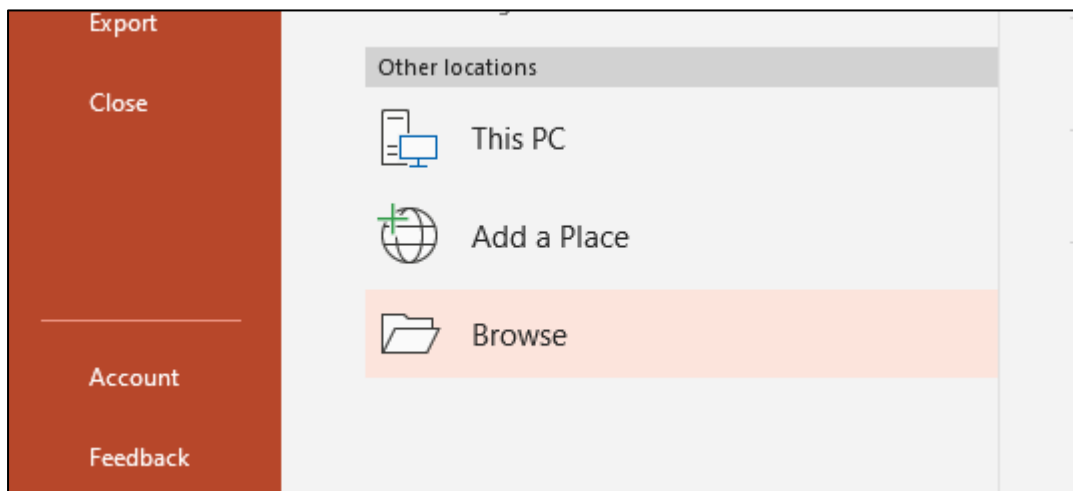 Export
Close
Account
Feedback
Other locations
This PC
Add a Place
Browse